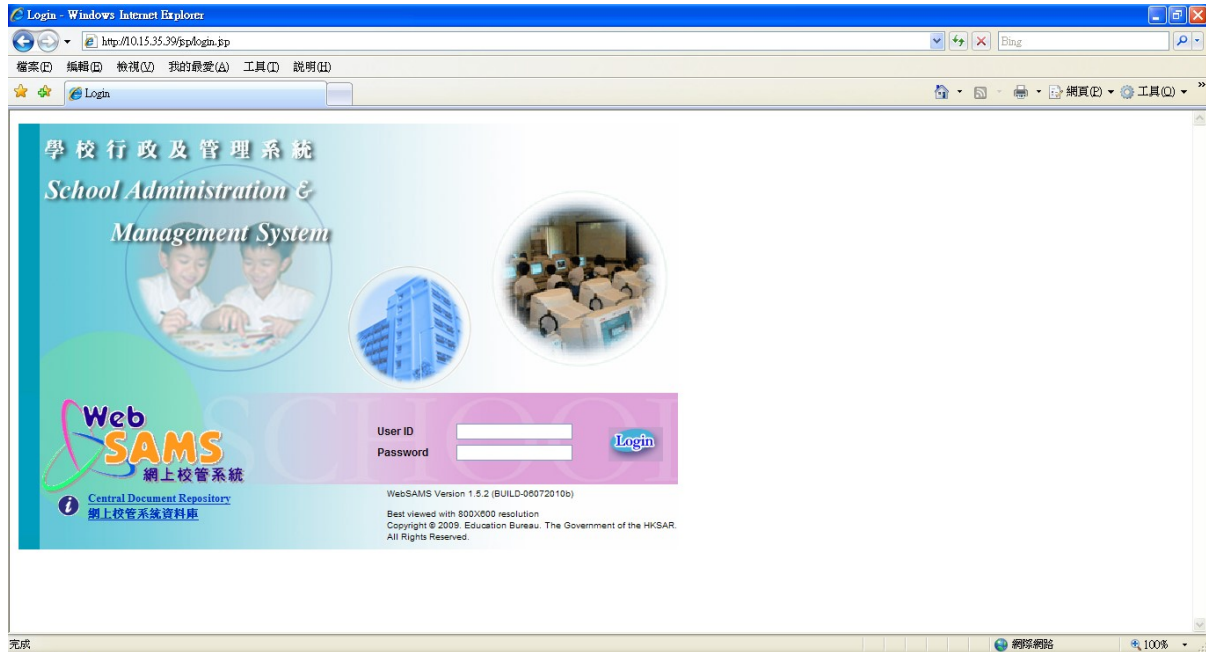 Login - Windows Internet Explorer
http://10.15.35.39/jsp/login.jsp
Bing
檔案(F) 編輯(E) 檢視(V) 我的最愛(A) 工具(T) 說明(H)
Login
網頁(P) 工具(O) »
學校行政及管理系統
School Administration &
Management System
SCHOOL
Web
SAMS
網上校管系統
User ID
Password
Login
i
Central Document Repository
網上校管系統資料庫
WebSAMS Version 1.5.2 (BUILD-06072010b)
Best viewed with 800X600 resolution
Copyright © 2009. Education Bureau. The Government of the HKSAR.
All Rights Reserved.
完成
網際網路
100%